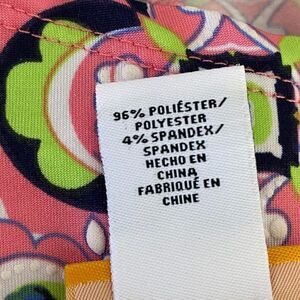 96% POLIÉSTER/
POLYESTER
4% SPANDEX/
SPANDEX
HECHO EN
CHINA
FABRIQUÉ EN
CHINE